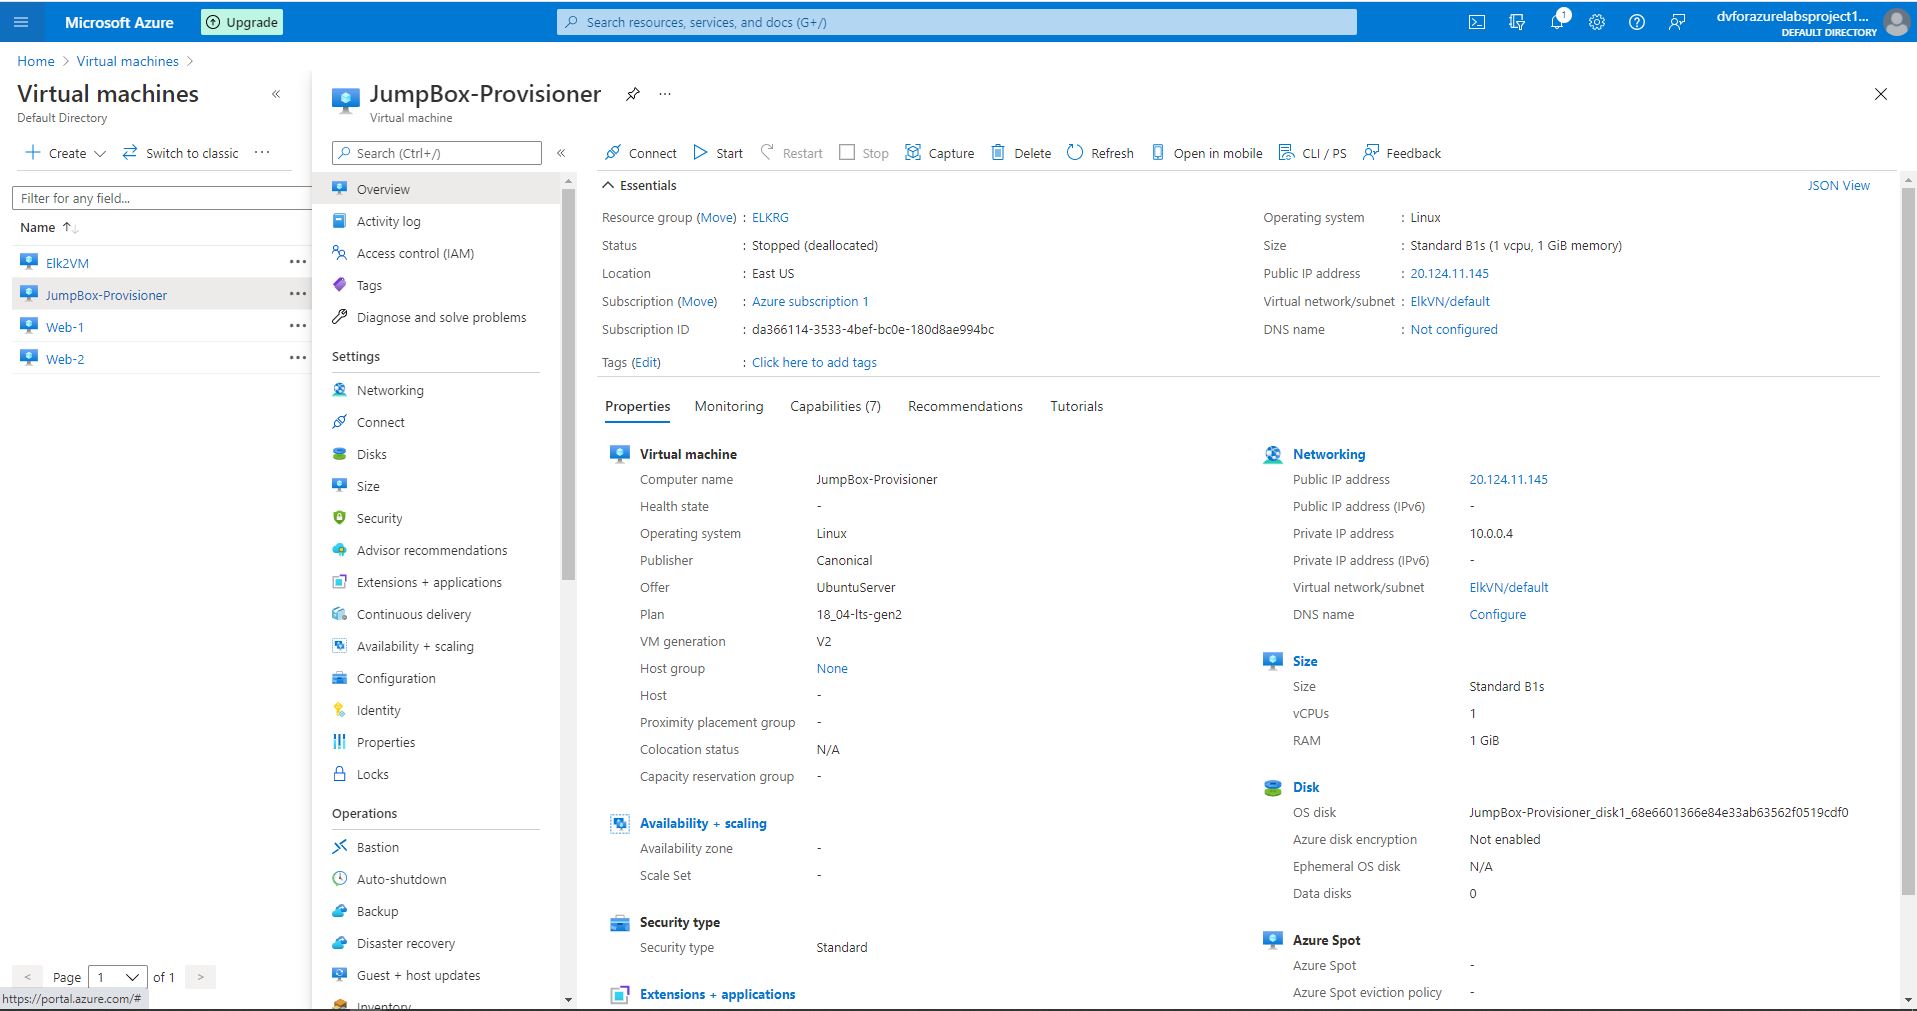 Microsoft Azure
Upgrade
Search resources, services, and docs (G+/)
1
dvforazurelabsproject1...
DEFAULT DIRECTORY
Home > Virtual machines >
Virtual machines
Default Directory
Create
Switch to classic
Filter for any field...
Name
Elk2VM
JumpBox-Provisioner
Web-1
Web-2
< Page 1 of 1 >
https://portal.azure.com/#
JumpBox-Provisioner
Virtual machine
Search (Ctrl+/)
Overview
Activity log
Access control (IAM)
Tags
Diagnose and solve problems
Settings
Networking
Connect
Disks
Size
Security
Advisor recommendations
Extensions + applications
Continuous delivery
Availability + scaling
Configuration
Identity
Properties
Locks
Operations
Bastion
Auto-shutdown
Backup
Disaster recovery
Guest + host updates
Inventory
Connect Start Restart Stop Capture Delete Refresh Open in mobile CLI / PS Feedback
Essentials
JSON View
Resource group (Move) : ELKRG
Status : Stopped (deallocated)
Location : East US
Subscription (Move) : Azure subscription 1
Subscription ID : da366114-3533-4bef-bc0e-180d8ae994bc
Tags (Edit) : Click here to add tags
Operating system : Linux
Size : Standard B1s (1 vcpu, 1 GiB memory)
Public IP address : 20.124.11.145
Virtual network/subnet : ElkVN/default
DNS name : Not configured
Properties Monitoring Capabilities (7) Recommendations Tutorials
Virtual machine
Computer name JumpBox-Provisioner
Health state -
Operating system Linux
Publisher Canonical
Offer UbuntuServer
Plan 18_04-lts-gen2
VM generation V2
Host group None
Host -
Proximity placement group -
Colocation status N/A
Capacity reservation group -
Availability + scaling
Availability zone -
Scale Set -
Security type
Security type Standard
Extensions + applications
Networking
Public IP address 20.124.11.145
Public IP address (IPv6) -
Private IP address 10.0.0.4
Private IP address (IPv6) -
Virtual network/subnet ElkVN/default
DNS name Configure
Size
Size Standard B1s
vCPUs 1
RAM 1 GiB
Disk
OS disk JumpBox-Provisioner_disk1_68e6601366e84e33ab63562f0519cdf0
Azure disk encryption Not enabled
Ephemeral OS disk N/A
Data disks 0
Azure Spot
Azure Spot -
Azure Spot eviction policy -